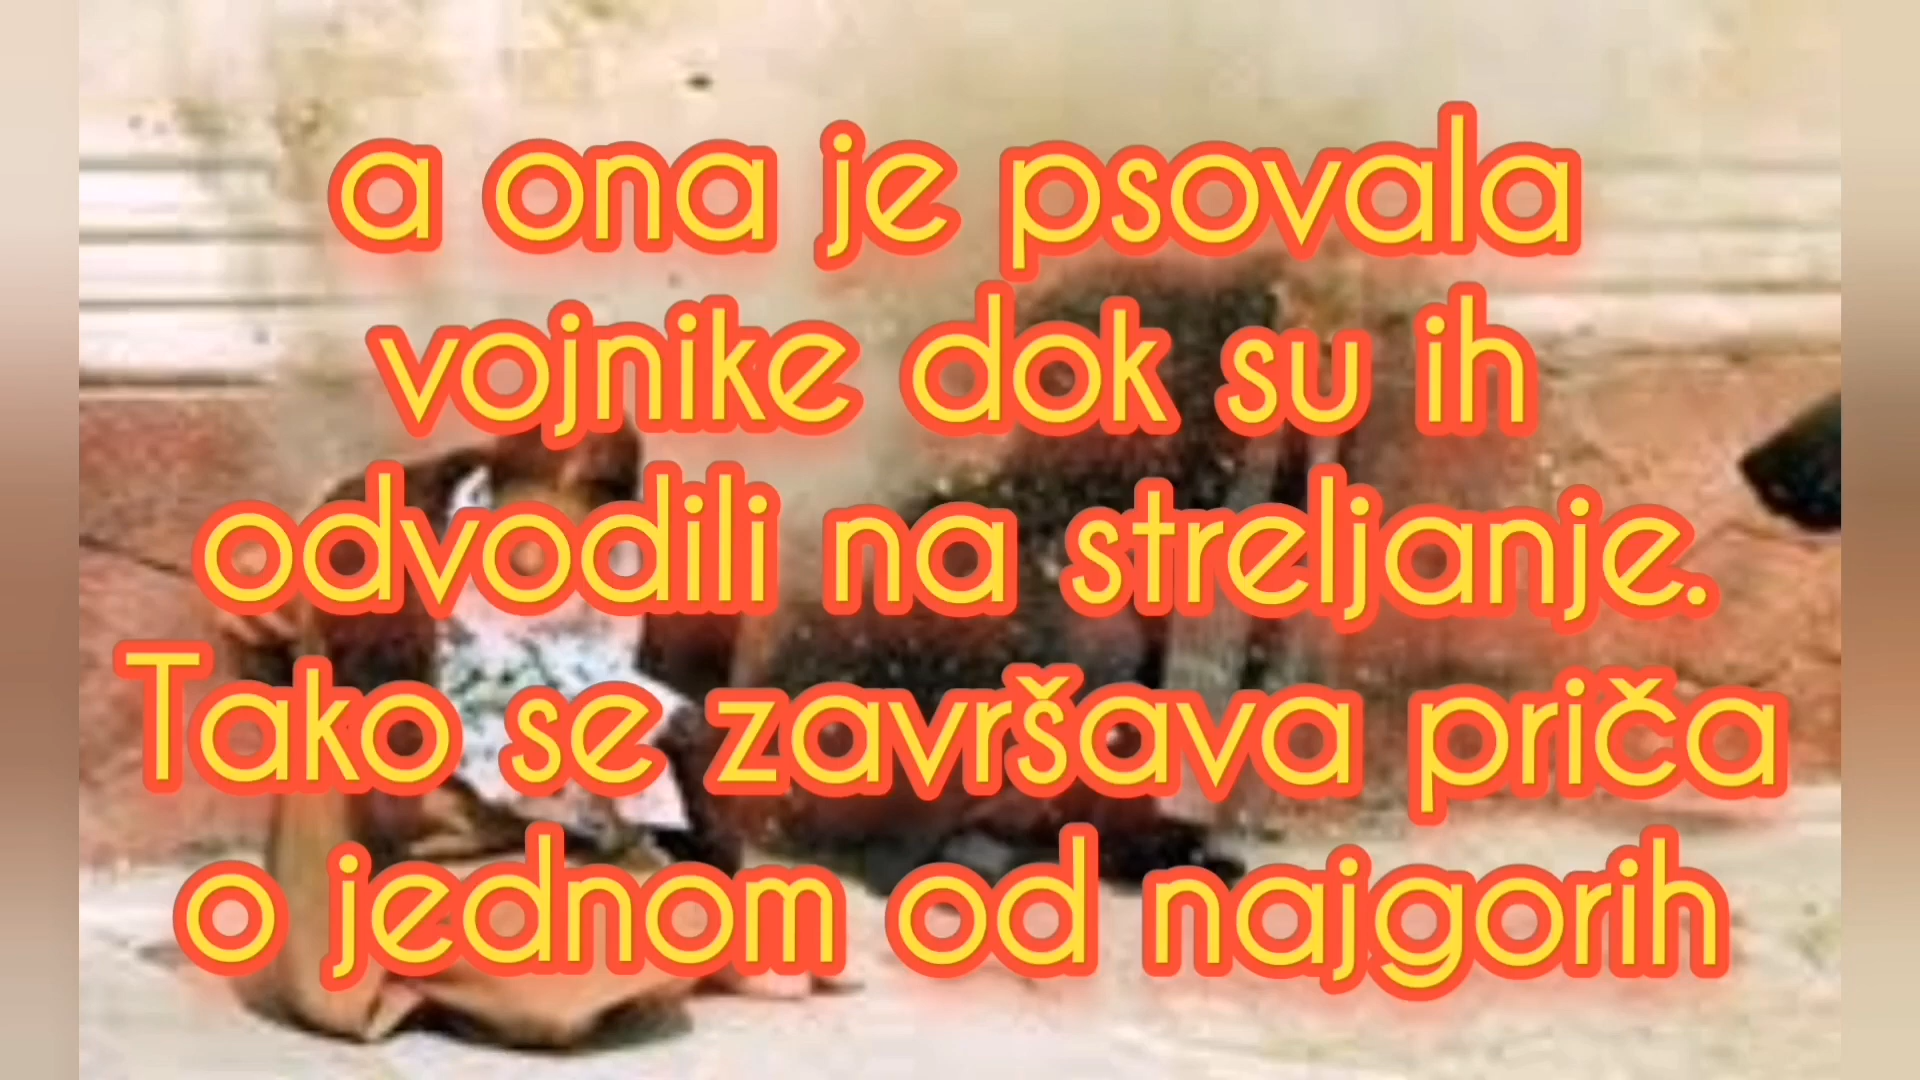 a ona je psovala
vojnike dok su ih
odvodili na streljanje.
Tako se završava priča
o jednom od najgorih